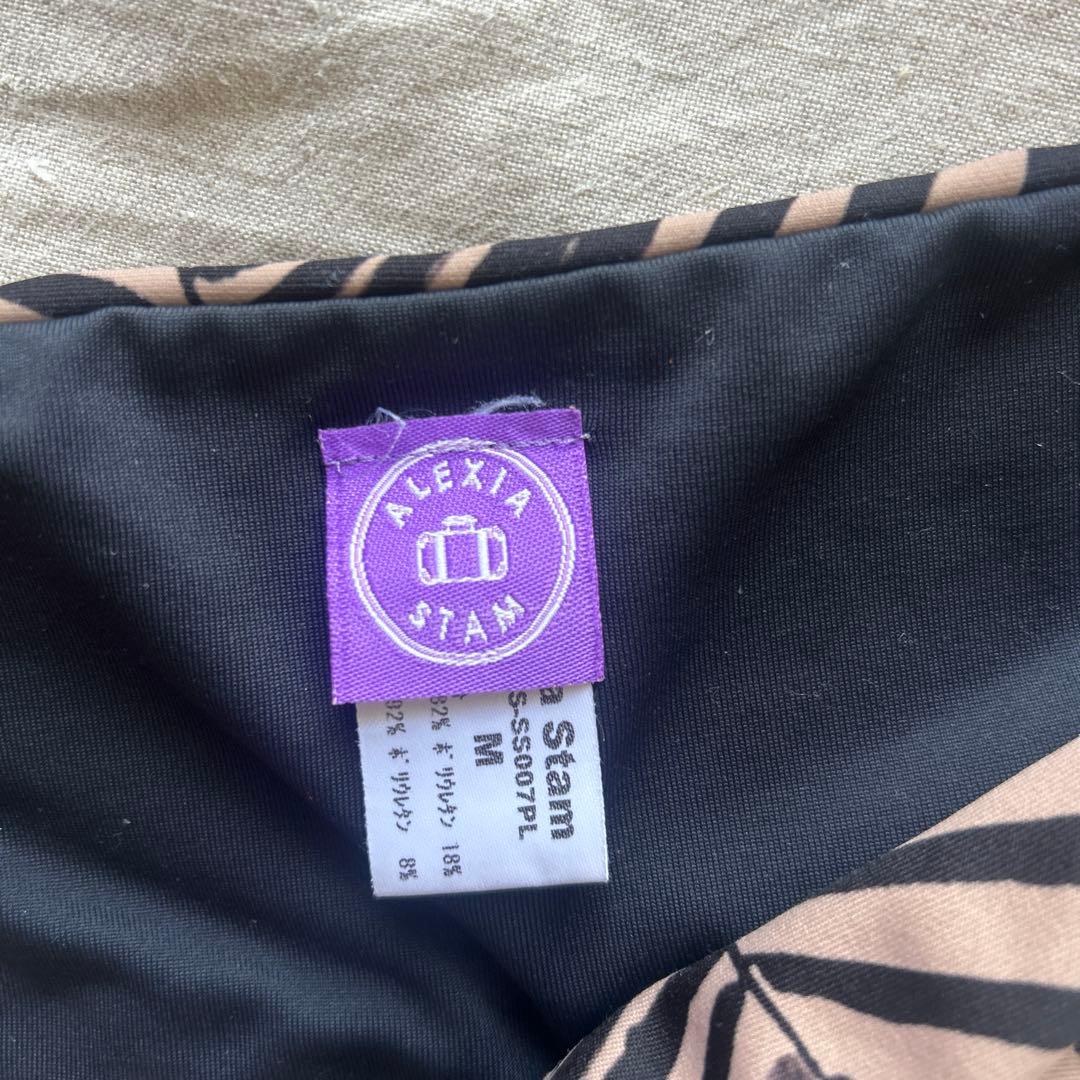 ALEXIA
STAM
a Stam
S-SS007PL
M
82% ポリウレタン 18%
92% ポリウレタン 8%